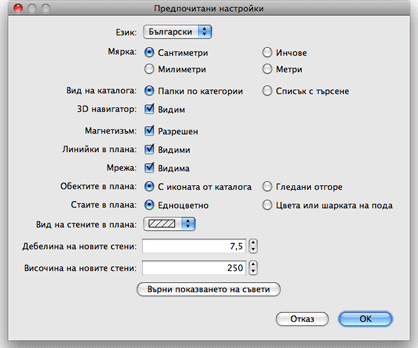 Предпочитани настройки
Език: Български
Мярка: Сантиметри Инчове
Милиметри Метри
Вид на каталога: Папки по категории Списък с търсене
3D навигатор: Видим
Магнетизъм: Разрешен
Линийки в плана: Видими
Мрежа: Видима
Обектите в плана: С иконата от каталога Гледани отгоре
Стаите в плана: Едноцветно Цвета или шарката на пода
Вид на стените в плана:
Дебелина на новите стени: 7,5
Височина на новите стени: 250
Върни показването на съвети
Отказ OK